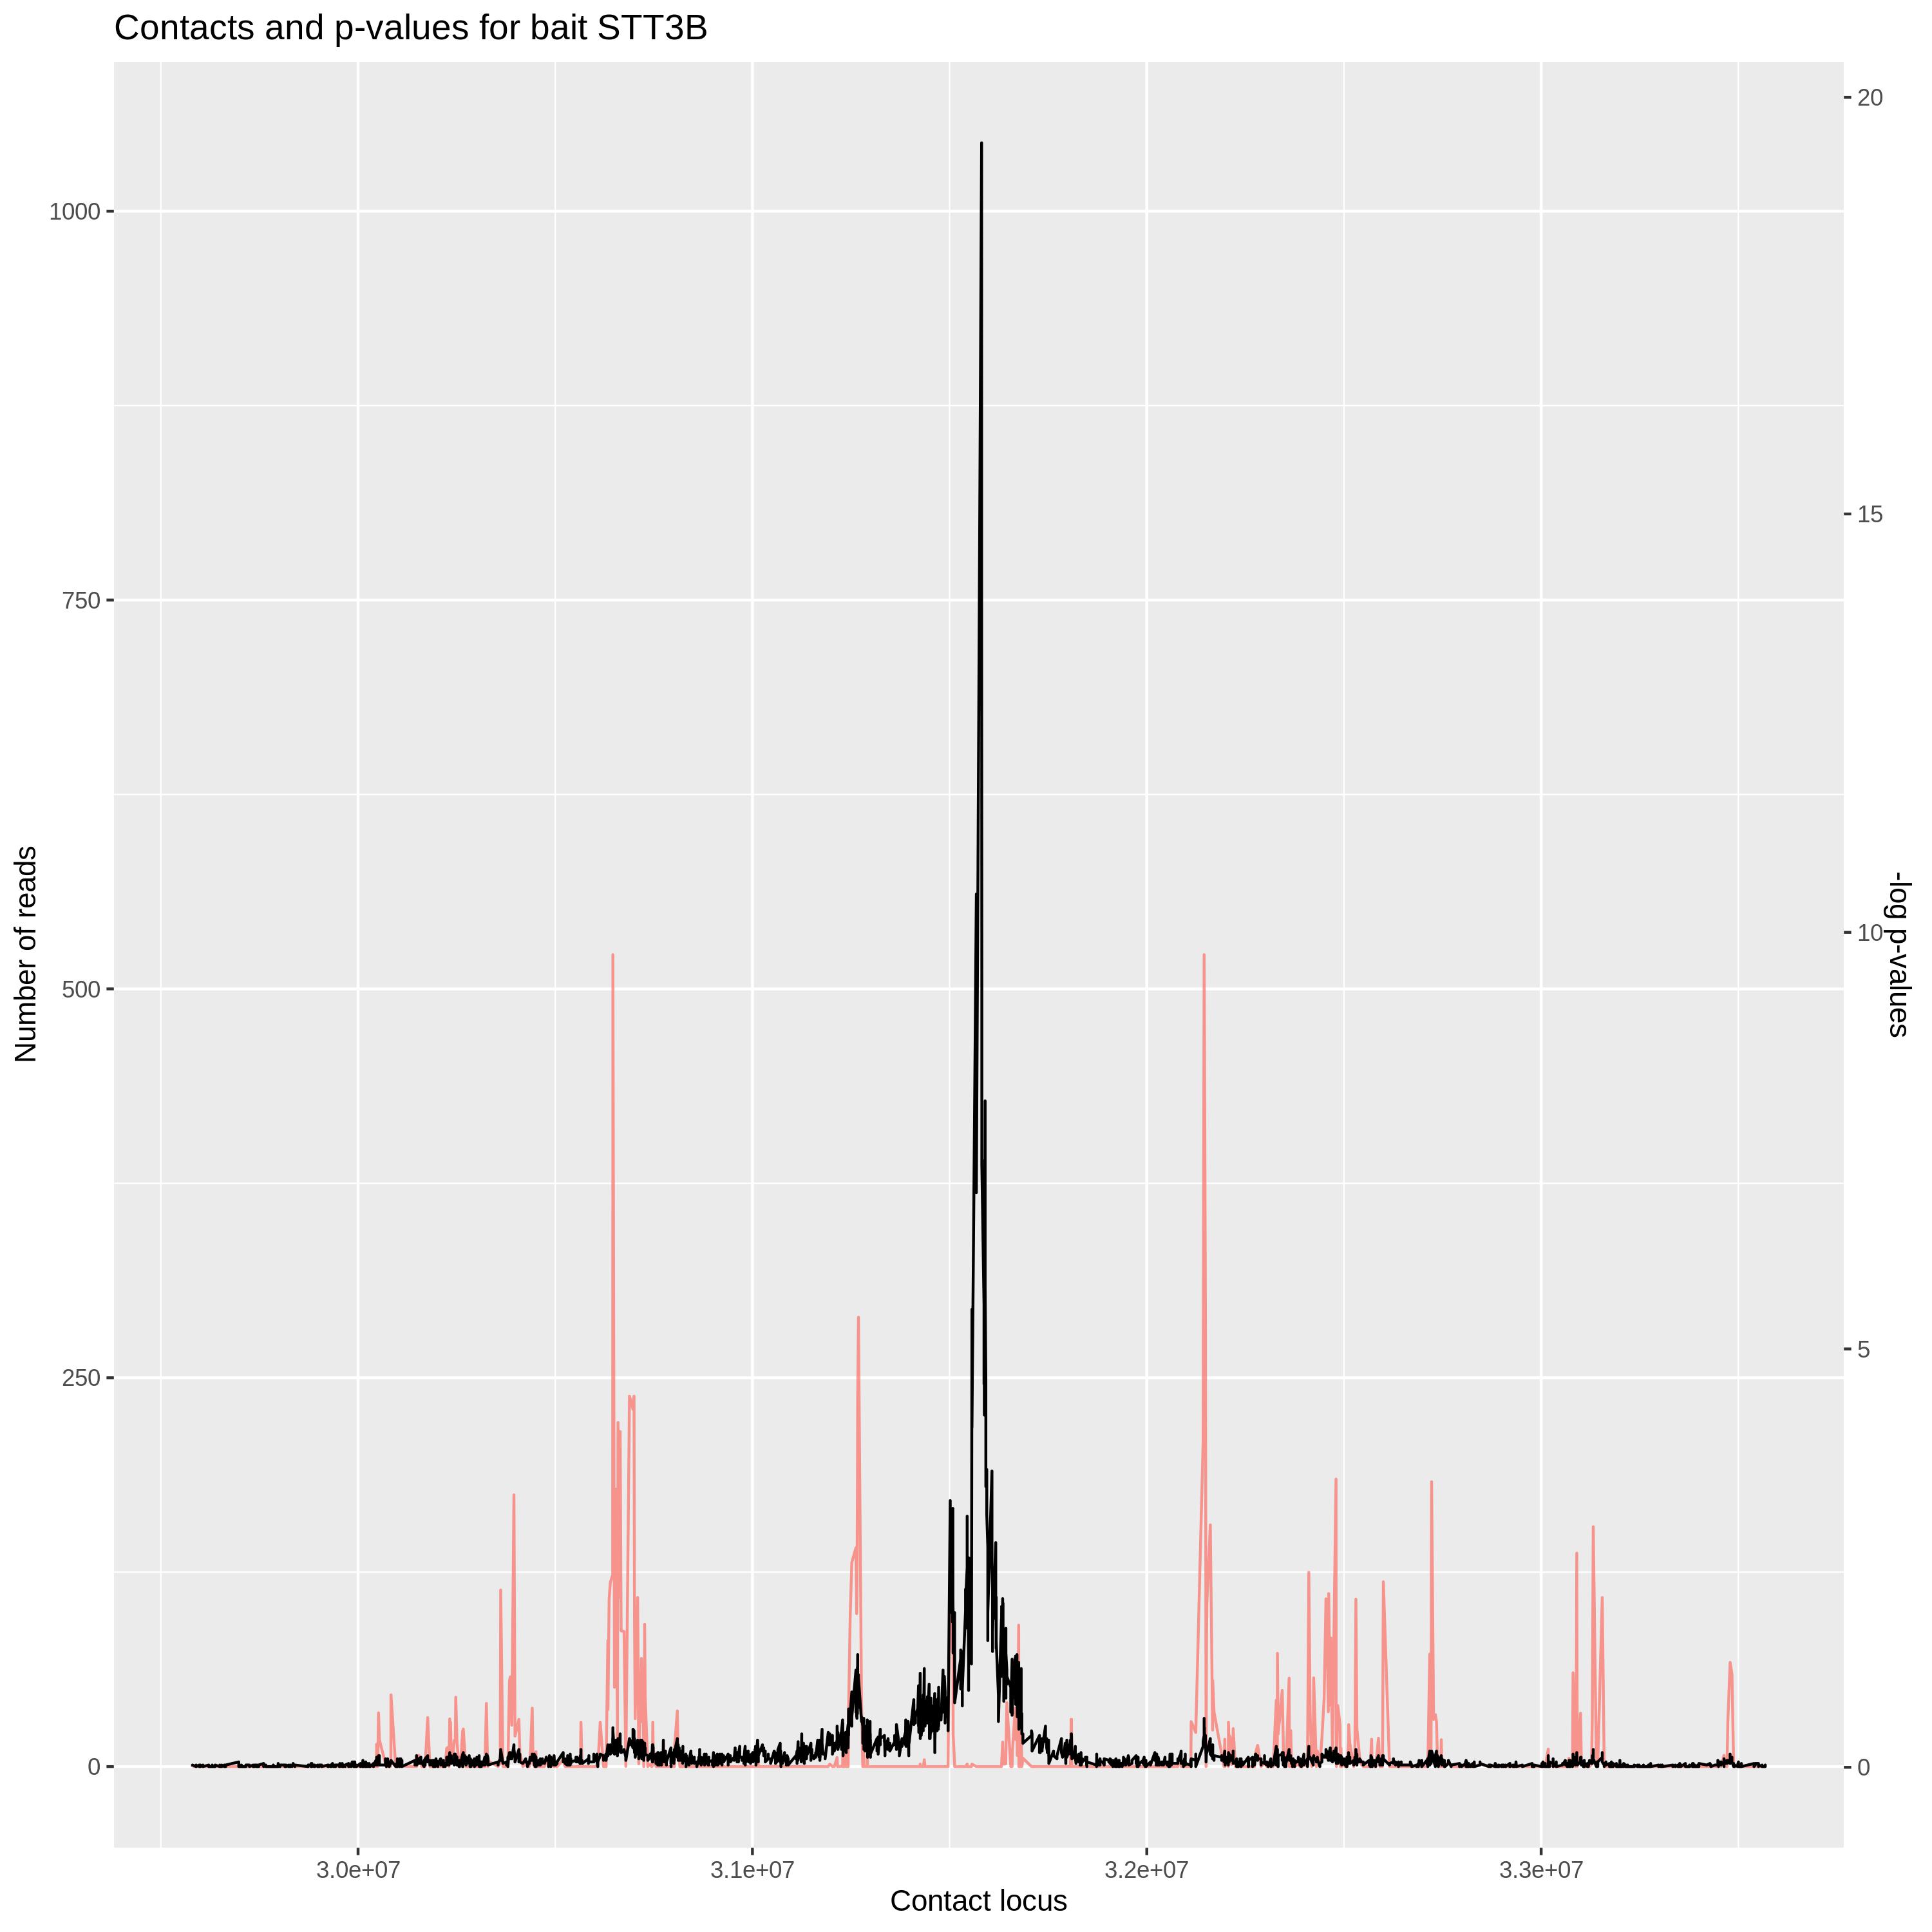 Contacts and p-values for bait STT3B
Number of reads
1000
750
500
250
0
20
15
10
5
0
-log p-values
3.0e+07
3.1e+07
3.2e+07
3.3e+07
Contact locus